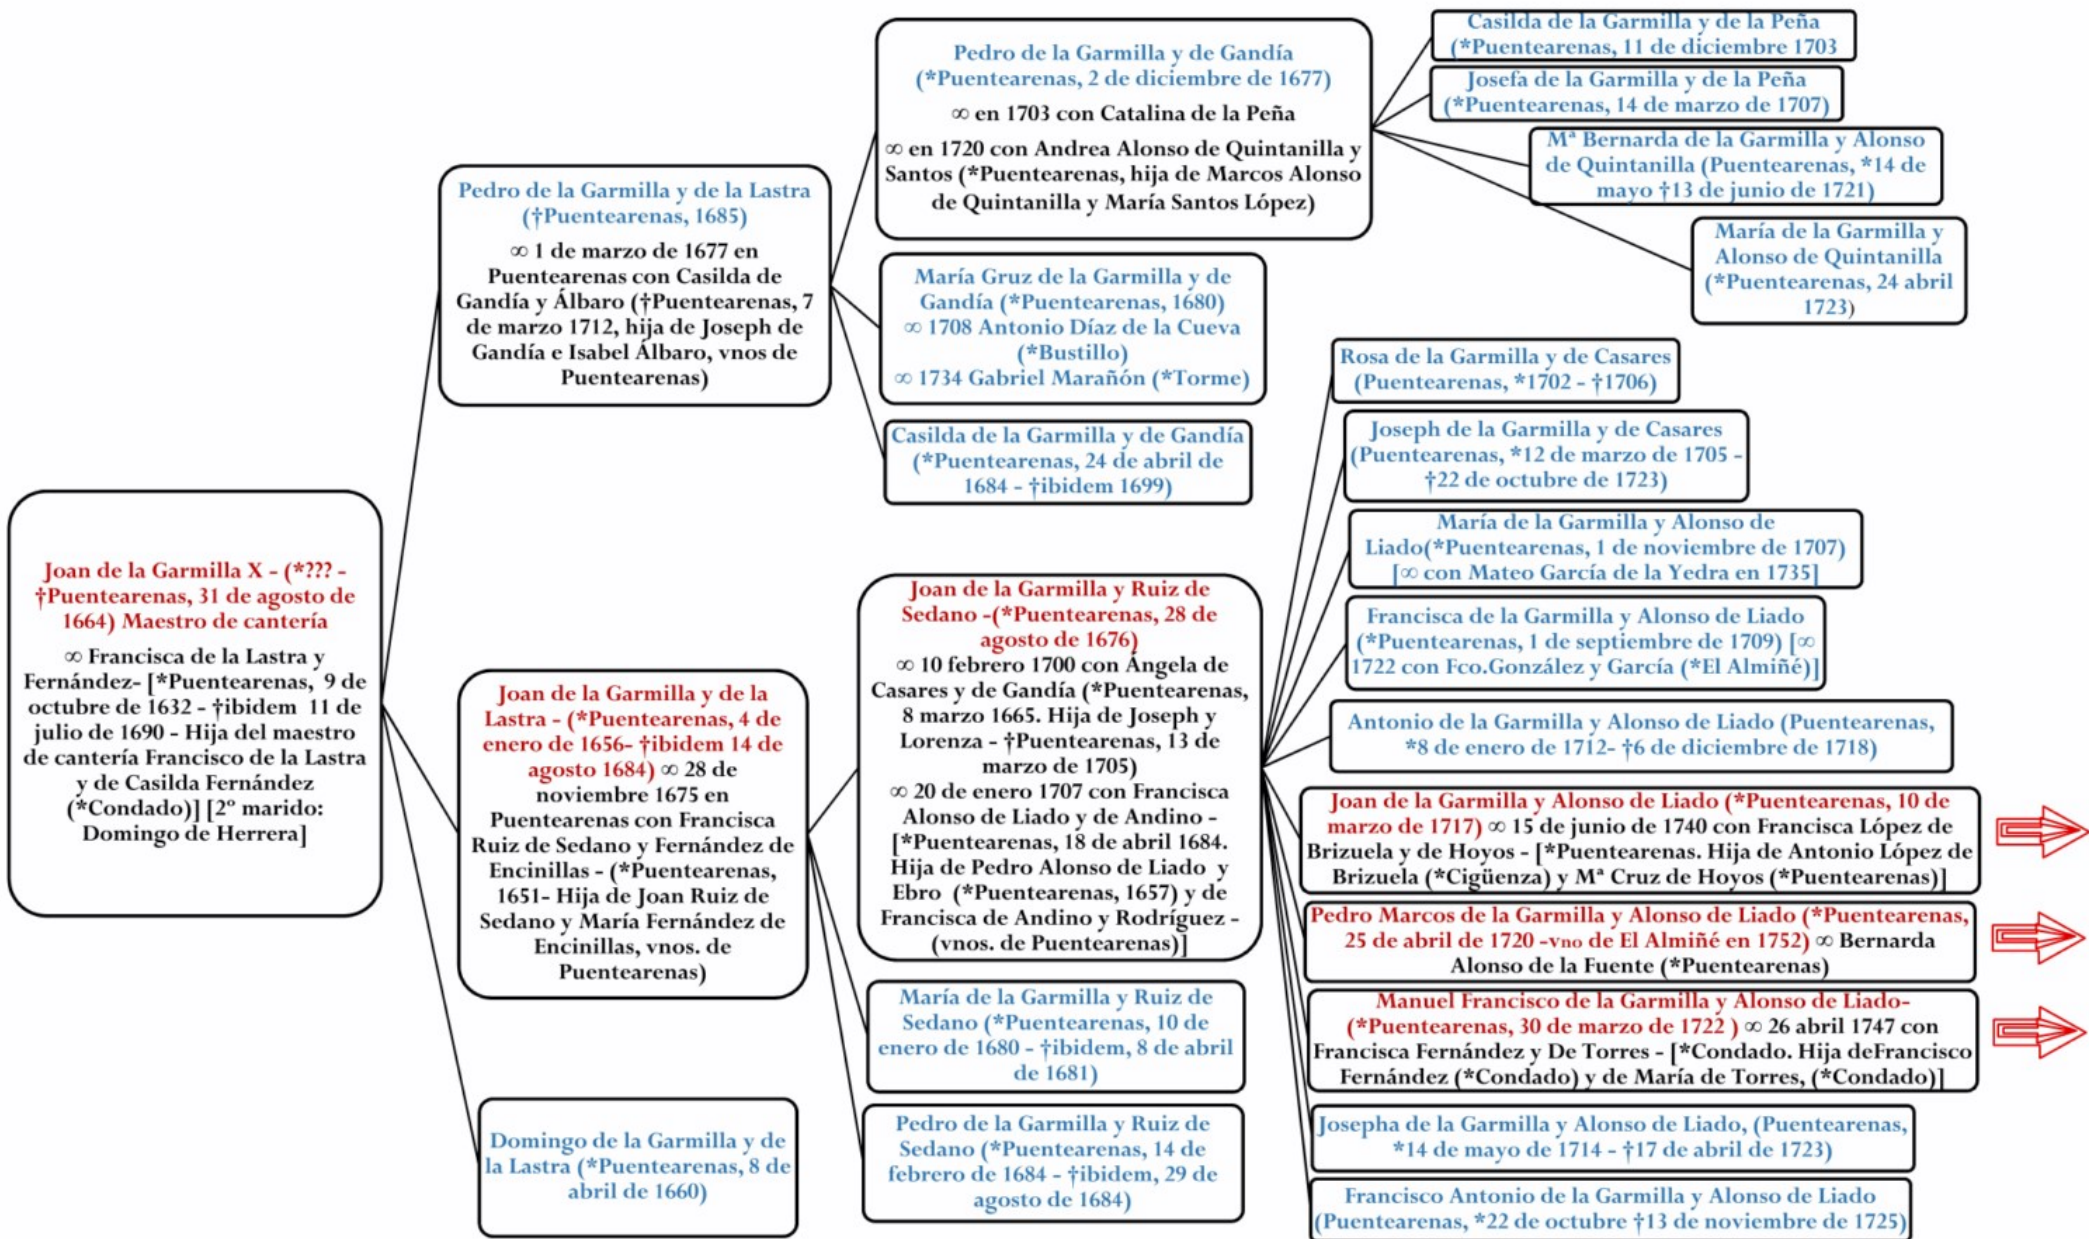 Joan de la Garmilla X - (*??? -
†Puentearenas, 31 de agosto de
1664) Maestro de cantería
∞ Francisca de la Lastra y
Fernández- [*Puentearenas, 9 de
octubre de 1632 - †ibidem 11 de
julio de 1690 - Hija del maestro
de cantería Francisco de la Lastra
y de Casilda Fernández
(*Condado)] [2º marido:
Domingo de Herrera]
Pedro de la Garmilla y de la Lastra
(†Puentearenas, 1685)
∞ 1 de marzo de 1677 en
Puentearenas con Casilda de
Gandía y Álbaro (†Puentearenas, 7
de marzo 1712, hija de Joseph de
Gandía e Isabel Álbaro, vnos de
Puentearenas)
Joan de la Garmilla y de la
Lastra - (*Puentearenas, 4 de
enero de 1656- †ibidem 14 de
agosto 1684) ∞ 28 de
noviembre 1675 en
Puentearenas con Francisca
Ruiz de Sedano y Fernández de
Encinillas - (*Puentearenas,
1651- Hija de Joan Ruiz de
Sedano y María Fernández de
Encinillas, vnos. de
Puentearenas)
Domingo de la Garmilla y de
la Lastra (*Puentearenas, 8 de
abril de 1660)
Pedro de la Garmilla y de Gandía
(*Puentearenas, 2 de diciembre de 1677)
∞ en 1703 con Catalina de la Peña
∞ en 1720 con Andrea Alonso de Quintanilla y
Santos (*Puentearenas, hija de Marcos Alonso
de Quintanilla y María Santos López)
María Gruz de la Garmilla y de
Gandía (*Puentearenas, 1680)
∞ 1708 Antonio Díaz de la Cueva
(*Bustillo)
∞ 1734 Gabriel Marañón (*Torme)
Casilda de la Garmilla y de Gandía
(*Puentearenas, 24 de abril de
1684 - †ibidem 1699)
Joan de la Garmilla y Ruiz de
Sedano -(*Puentearenas, 28 de
agosto de 1676)
∞ 10 febrero 1700 con Ángela de
Casares y de Gandía (*Puentearenas,
8 marzo 1665. Hija de Joseph y
Lorenza - †Puentearenas, 13 de
marzo de 1705)
∞ 20 de enero 1707 con Francisca
Alonso de Liado y de Andino -
[*Puentearenas, 18 de abril 1684.
Hija de Pedro Alonso de Liado y
Ebro (*Puentearenas, 1657) y de
Francisca de Andino y Rodríguez -
(vnos. de Puentearenas)]
María de la Garmilla y Ruiz de
Sedano (*Puentearenas, 10 de
enero de 1680 - †ibidem, 8 de abril
de 1681)
Pedro de la Garmilla y Ruiz de
Sedano (*Puentearenas, 14 de
febrero de 1684 - †ibidem, 29 de
agosto de 1684)
Casilda de la Garmilla y de la Peña
(*Puentearenas, 11 de diciembre 1703
Josefa de la Garmilla y de la Peña
(*Puentearenas, 14 de marzo de 1707)
Mª Bernarda de la Garmilla y Alonso
de Quintanilla (Puentearenas, *14 de
mayo †13 de junio de 1721)
María de la Garmilla y
Alonso de Quintanilla
(*Puentearenas, 24 abril
1723)
Rosa de la Garmilla y de Casares
(Puentearenas, *1702 - †1706)
Joseph de la Garmilla y de Casares
(Puentearenas, *12 de marzo de 1705 -
†22 de octubre de 1723)
María de la Garmilla y Alonso de
Liado(*Puentearenas, 1 de noviembre de 1707)
[∞ con Mateo García de la Yedra en 1735]
Francisca de la Garmilla y Alonso de Liado
(*Puentearenas, 1 de septiembre de 1709) [∞
1722 con Fco.González y García (*El Almiñé)]
Antonio de la Garmilla y Alonso de Liado (Puentearenas,
*8 de enero de 1712- †6 de diciembre de 1718)
Joan de la Garmilla y Alonso de Liado (*Puentearenas, 10 de
marzo de 1717) ∞ 15 de junio de 1740 con Francisca López de
Brizuela y de Hoyos - [*Puentearenas. Hija de Antonio López de
Brizuela (*Cigüenza) y Mª Cruz de Hoyos (*Puentearenas)]
Pedro Marcos de la Garmilla y Alonso de Liado (*Puentearenas,
25 de abril de 1720 -vno de El Almiñé en 1752) ∞ Bernarda
Alonso de la Fuente (*Puentearenas)
Manuel Francisco de la Garmilla y Alonso de Liado-
(*Puentearenas, 30 de marzo de 1722 ) ∞ 26 abril 1747 con
Francisca Fernández y De Torres - [*Condado. Hija deFrancisco
Fernández (*Condado) y de María de Torres, (*Condado)]
Josepha de la Garmilla y Alonso de Liado, (Puentearenas,
*14 de mayo de 1714 - †17 de abril de 1723)
Francisco Antonio de la Garmilla y Alonso de Liado
(Puentearenas, *22 de octubre †13 de noviembre de 1725)